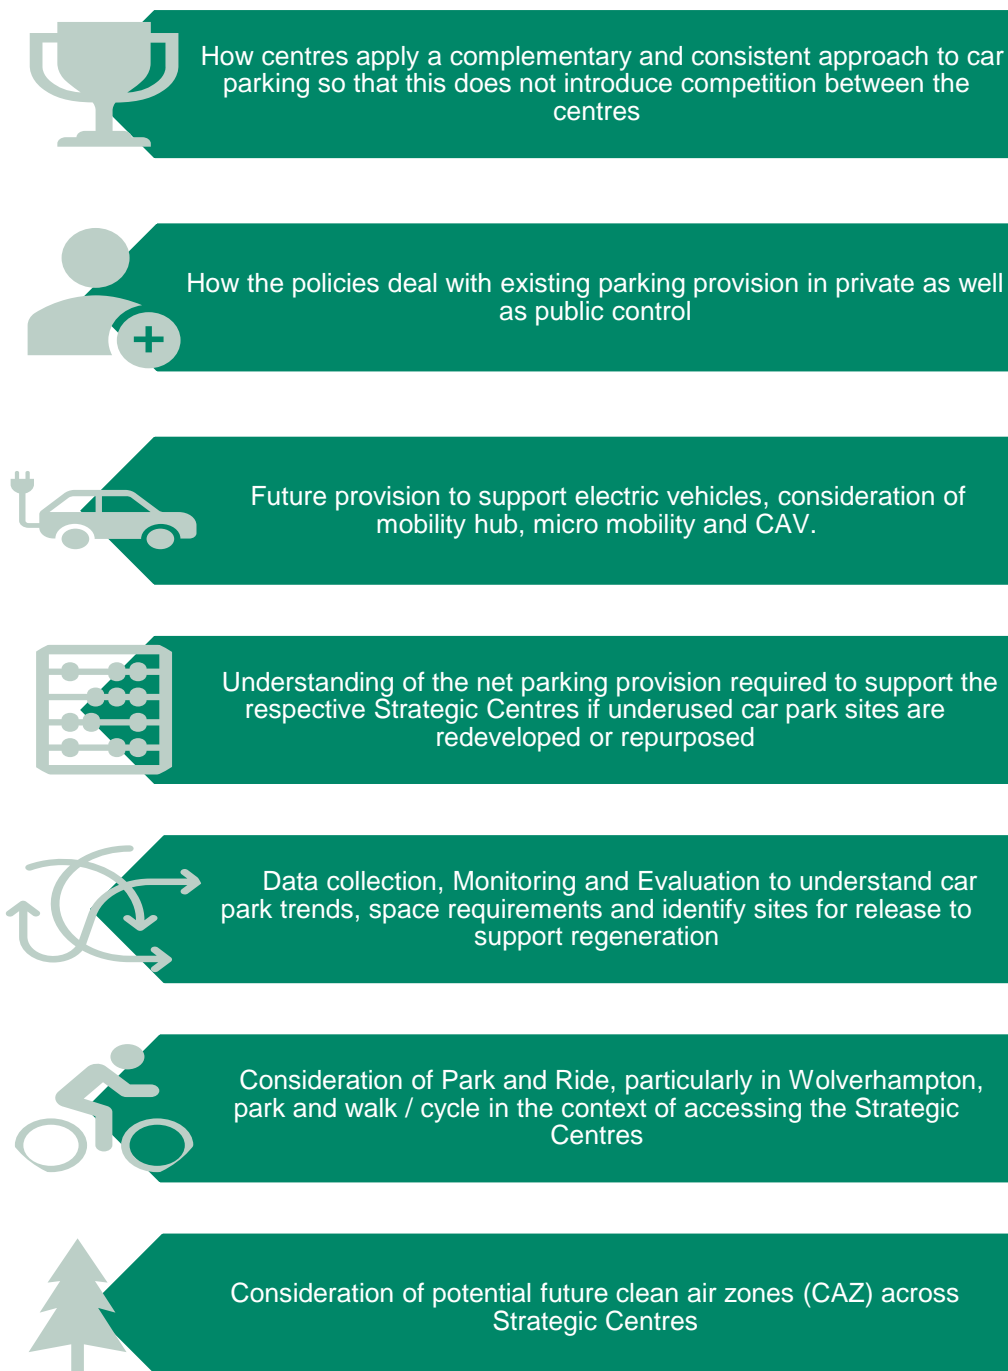 How centres apply a complementary and consistent approach to car
parking so that this does not introduce competition between the
centres
How the policies deal with existing parking provision in private as well
as public control
Future provision to support electric vehicles, consideration of
mobility hub, micro mobility and CAV.
Understanding of the net parking provision required to support the
respective Strategic Centres if underused car park sites are
redeveloped or repurposed
Data collection, Monitoring and Evaluation to understand car
park trends, space requirements and identify sites for release to
support regeneration
Consideration of Park and Ride, particularly in Wolverhampton,
park and walk / cycle in the context of accessing the Strategic
Centres
Consideration of potential future clean air zones (CAZ) across
Strategic Centres